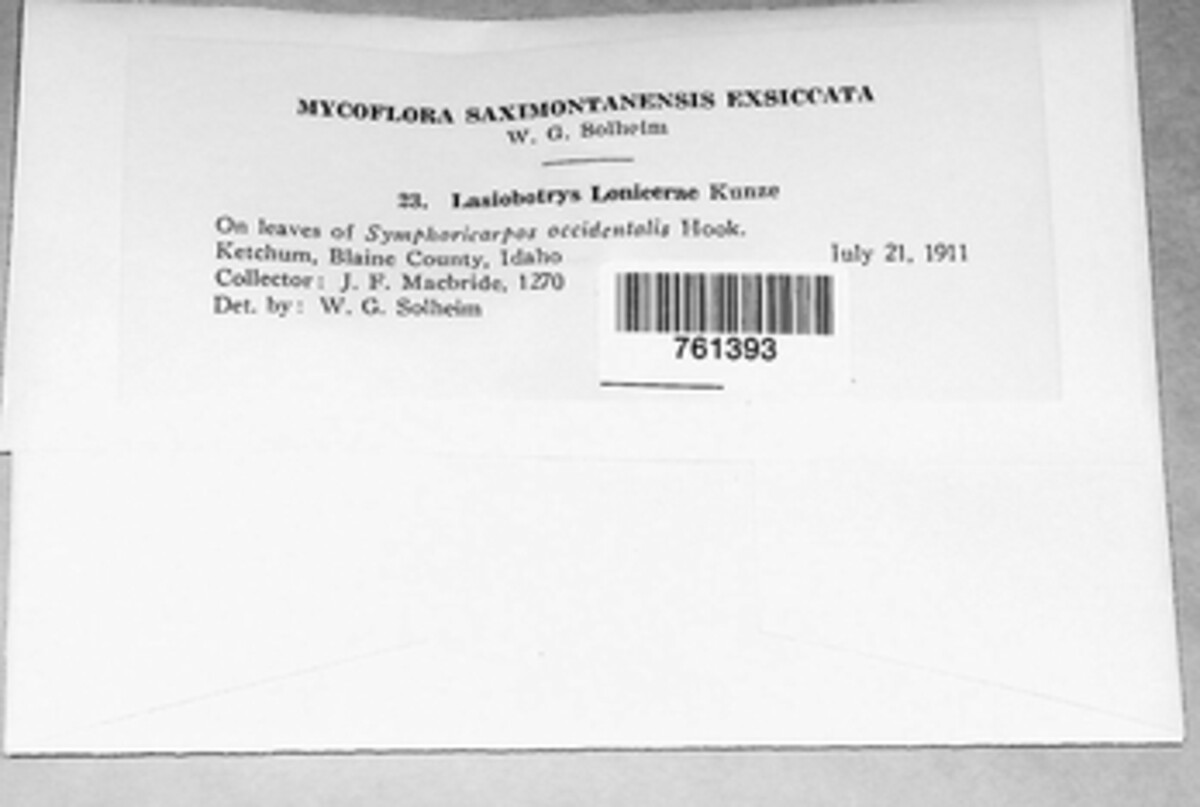 MYCOFLORA SAXIMONTANENSIS EXSICCATA
W. G. Solheim
23. Lasiobotrys Lonicerae Kunze
On leaves of Symphoricarpos occidentalis Hook.
Ketchum, Blaine County, Idaho July 21, 1911
Collector: J. F. Macbride, 1270
Det. by: W. G. Solheim
761393